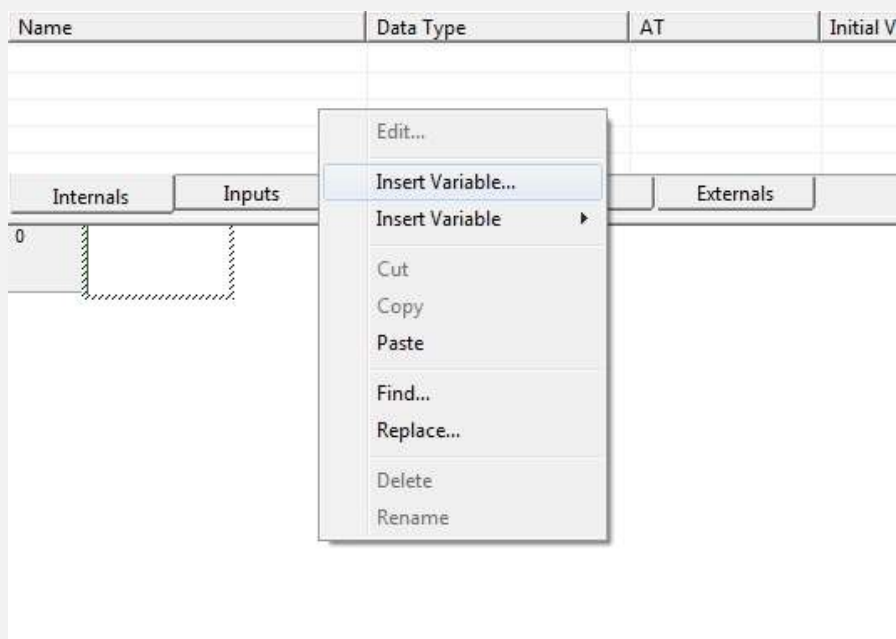 Name Data Type AT Initial V
Edit...
Insert Variable...
Internals Inputs Externals
Insert Variable
0
Cut
Copy
Paste
Find...
Replace...
Delete
Rename